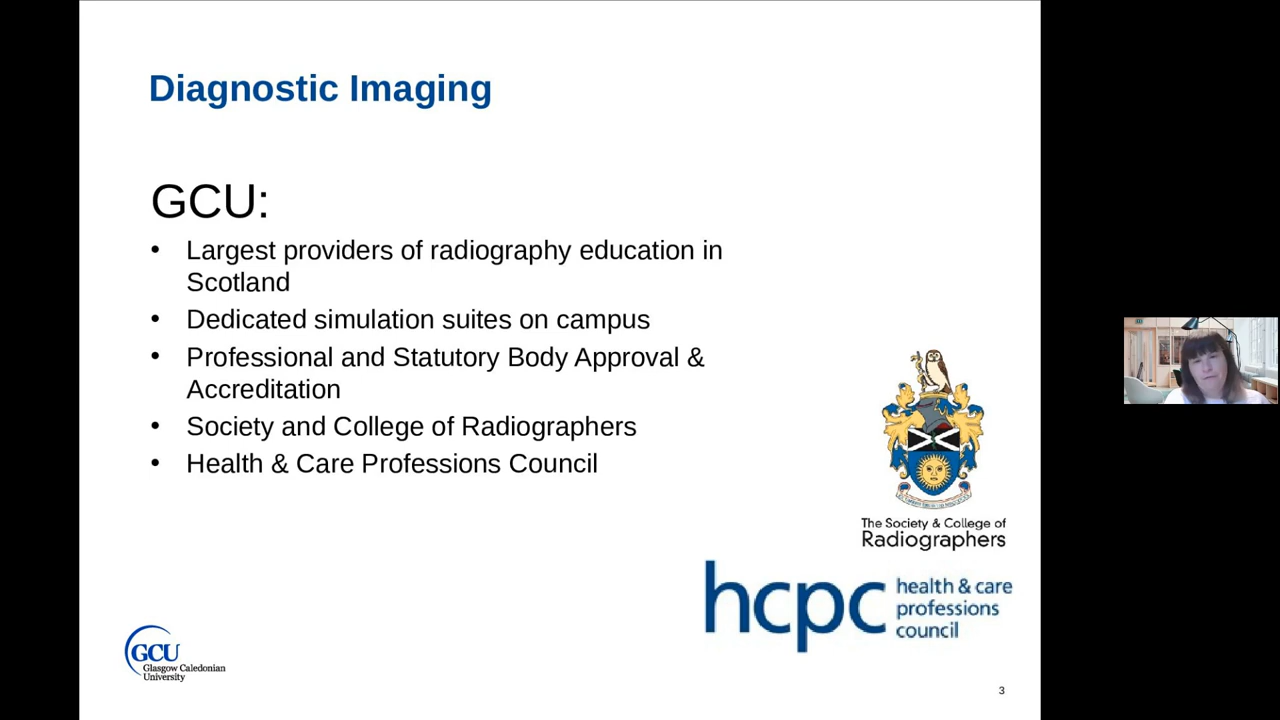 Diagnostic Imaging
GCU:
• Largest providers of radiography education in
Scotland
• Dedicated simulation suites on campus
• Professional and Statutory Body Approval &
Accreditation
• Society and College of Radiographers
• Health & Care Professions Council
The Society & College of
Radiographers
hcpc health & care
professions
council
GCU
Glasgow Caledonian
University
3